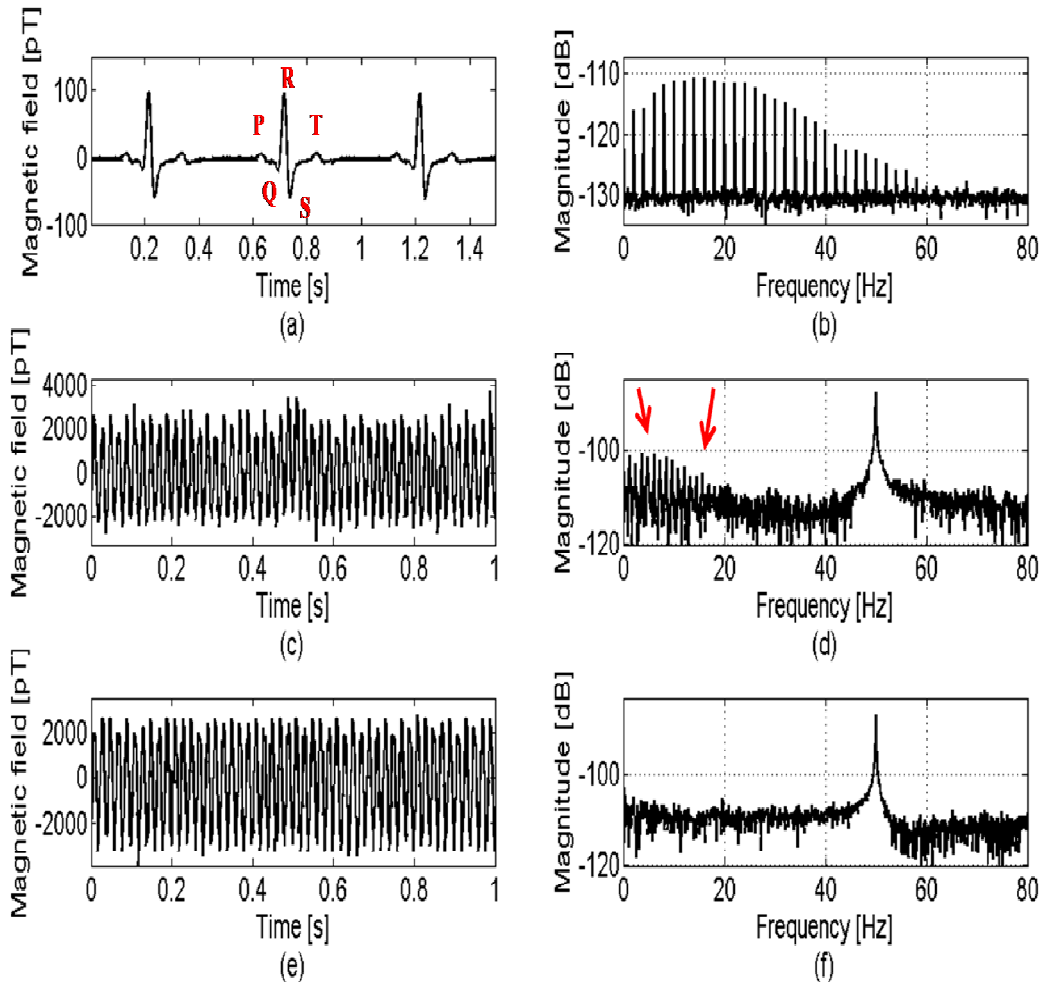 Magnetic field [pT]
100
0
-100
P
R
T
Q
S
0.2 0.4 0.6 0.8 1 1.2 1.4
Time [s]
(a)
Magnitude [dB]
-110
-120
-130
0 20 40 60 80
Frequency [Hz]
(b)
Magnetic field [pT]
4000
2000
0
-2000
0 0.2 0.4 0.6 0.8 1
Time [s]
(c)
Magnitude [dB]
-100
-120
0 20 40 60 80
Frequency [Hz]
(d)
Magnetic field [pT]
2000
0
-2000
0 0.2 0.4 0.6 0.8 1
Time [s]
(e)
Magnitude [dB]
-100
-120
0 20 40 60 80
Frequency [Hz]
(f)